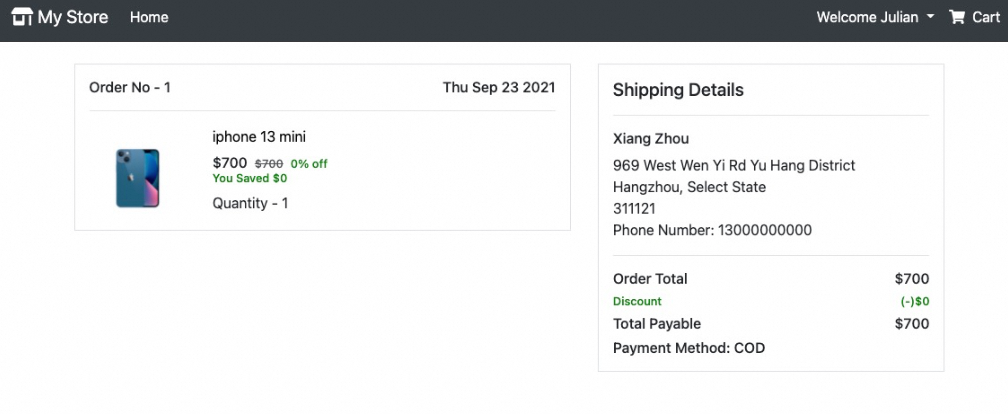 My Store Home Welcome Julian Cart
Order No - 1 Thu Sep 23 2021
iphone 13 mini
$700 $700 0% off
You Saved $0
Quantity - 1
Shipping Details
Xiang Zhou
969 West Wen Yi Rd Yu Hang District
Hangzhou, Select State
311121
Phone Number: 13000000000
Order Total $700
Discount (-)$0
Total Payable $700
Payment Method: COD